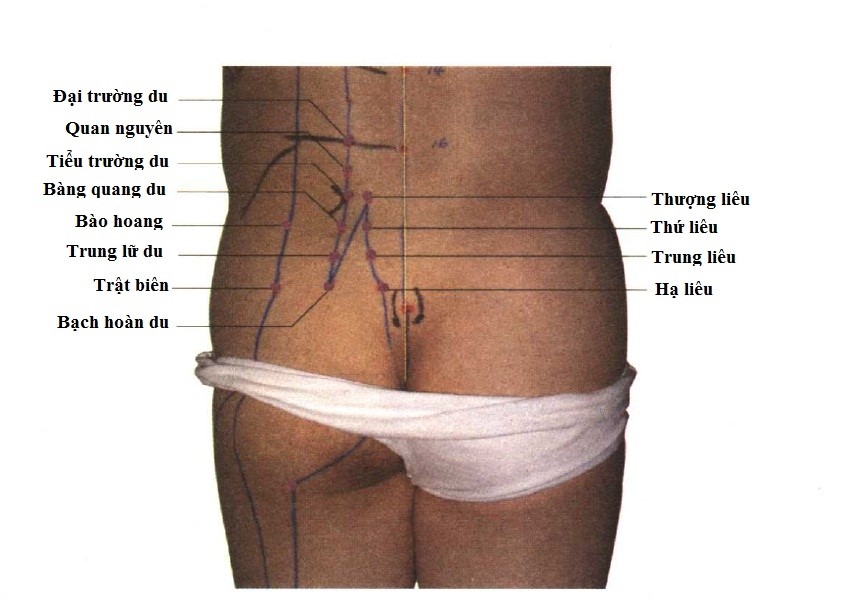 Đại trường du
Quan nguyên
Tiểu trường du
Bàng quang du
Bào hoang
Trung lữ du
Trật biên
Bạch hoàn du
Thượng liêu
Thứ liêu
Trung liêu
Hạ liêu
16